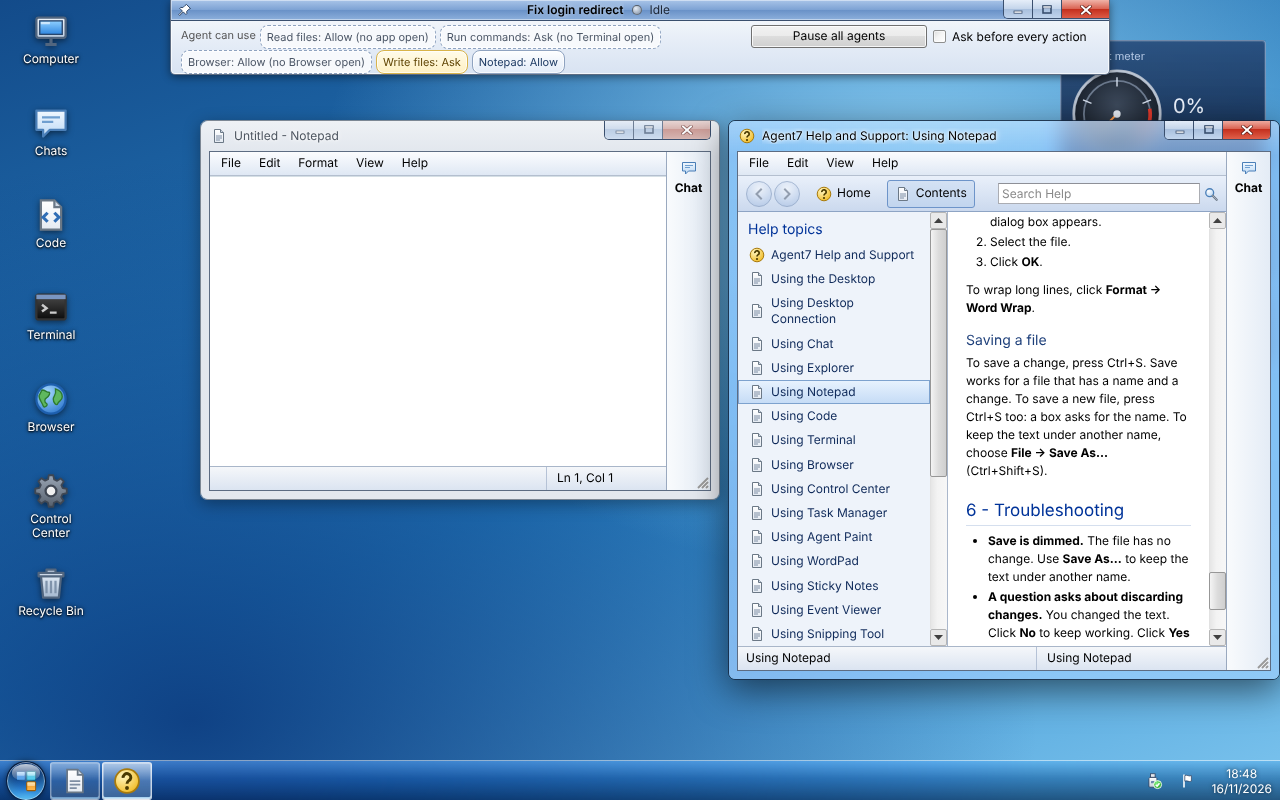 Fix login redirect
Idle
Agent can use
Read files: Allow (no app open)
Run commands: Ask (no Terminal open)
Browser: Allow (no Browser open)
Write files: Ask
Notepad: Allow
Pause all agents
Ask before every action
meter
0%
Computer
Chats
Code
Terminal
Browser
Control
Center
Recycle Bin
Untitled - Notepad
File Edit Format View Help
Chat
Ln 1, Col 1
Agent7 Help and Support: Using Notepad
File Edit View Help
Chat
Home
Contents
Search Help
Help topics
Agent7 Help and Support
Using the Desktop
Using Desktop
Connection
Using Chat
Using Explorer
Using Notepad
Using Code
Using Terminal
Using Browser
Using Control Center
Using Task Manager
Using Agent Paint
Using WordPad
Using Sticky Notes
Using Event Viewer
Using Snipping Tool
dialog box appears.
2. Select the file.
3. Click OK.
To wrap long lines, click Format →
Word Wrap.
Saving a file
To save a change, press Ctrl+S. Save
works for a file that has a name and a
change. To save a new file, press
Ctrl+S too: a box asks for the name. To
keep the text under another name,
choose File → Save As...
(Ctrl+Shift+S).
6 - Troubleshooting
• Save is dimmed. The file has no
change. Use Save As... to keep the
text under another name.
• A question asks about discarding
changes. You changed the text.
Click No to keep working. Click Yes
Using Notepad
Using Notepad
18:48
16/11/2026